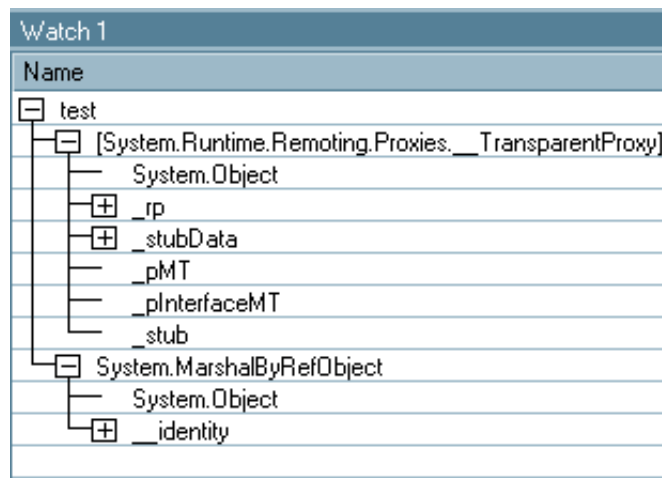 Watch 1
Name
test
[System.Runtime.Remoting.Proxies.__TransparentProxy]
System.Object
_rp
_stubData
_pMT
_pInterfaceMT
_stub
System.MarshalByRefObject
System.Object
__identity